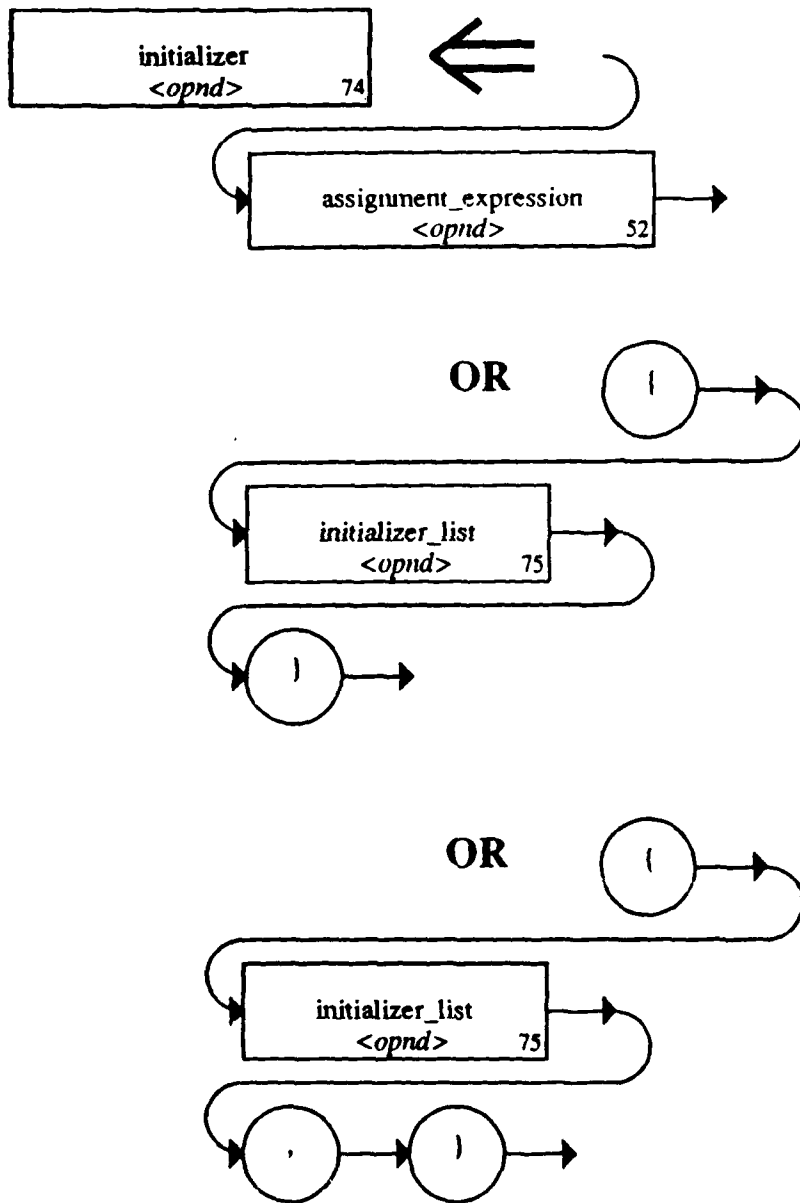 initializer
<opnd> 74
assignment_expression
<opnd> 52
OR {
initializer_list
<opnd> 75
}
OR {
initializer_list
<opnd> 75
, }